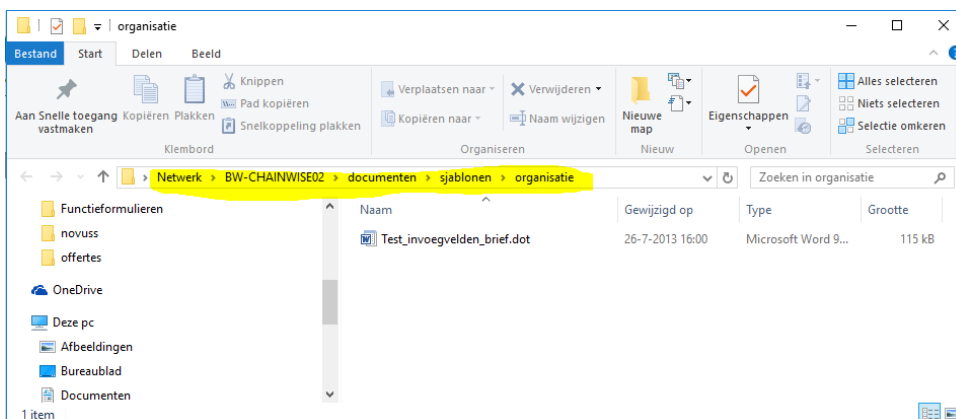 organisatie
Bestand Start Delen Beeld
Aan Snelle toegang vastmaken
Kopiëren
Plakken
Knippen
Pad kopiëren
Snelkoppeling plakken
Klembord
Verplaatsen naar
Kopiëren naar
Verwijderen
Naam wijzigen
Organiseren
Nieuwe map
Nieuw
Eigenschappen
Openen
Alles selecteren
Niets selecteren
Selectie omkeren
Selecteren
Netwerk > BW-CHAINWISE02 > documenten > sjablonen > organisatie
Zoeken in organisatie
Functieformulieren
novuss
offertes
OneDrive
Deze pc
Afbeeldingen
Bureaublad
Documenten
Naam Gewijzigd op Type Grootte
Test_invoegvelden_brief.dot 26-7-2013 16:00 Microsoft Word 9... 115 kB
1 item